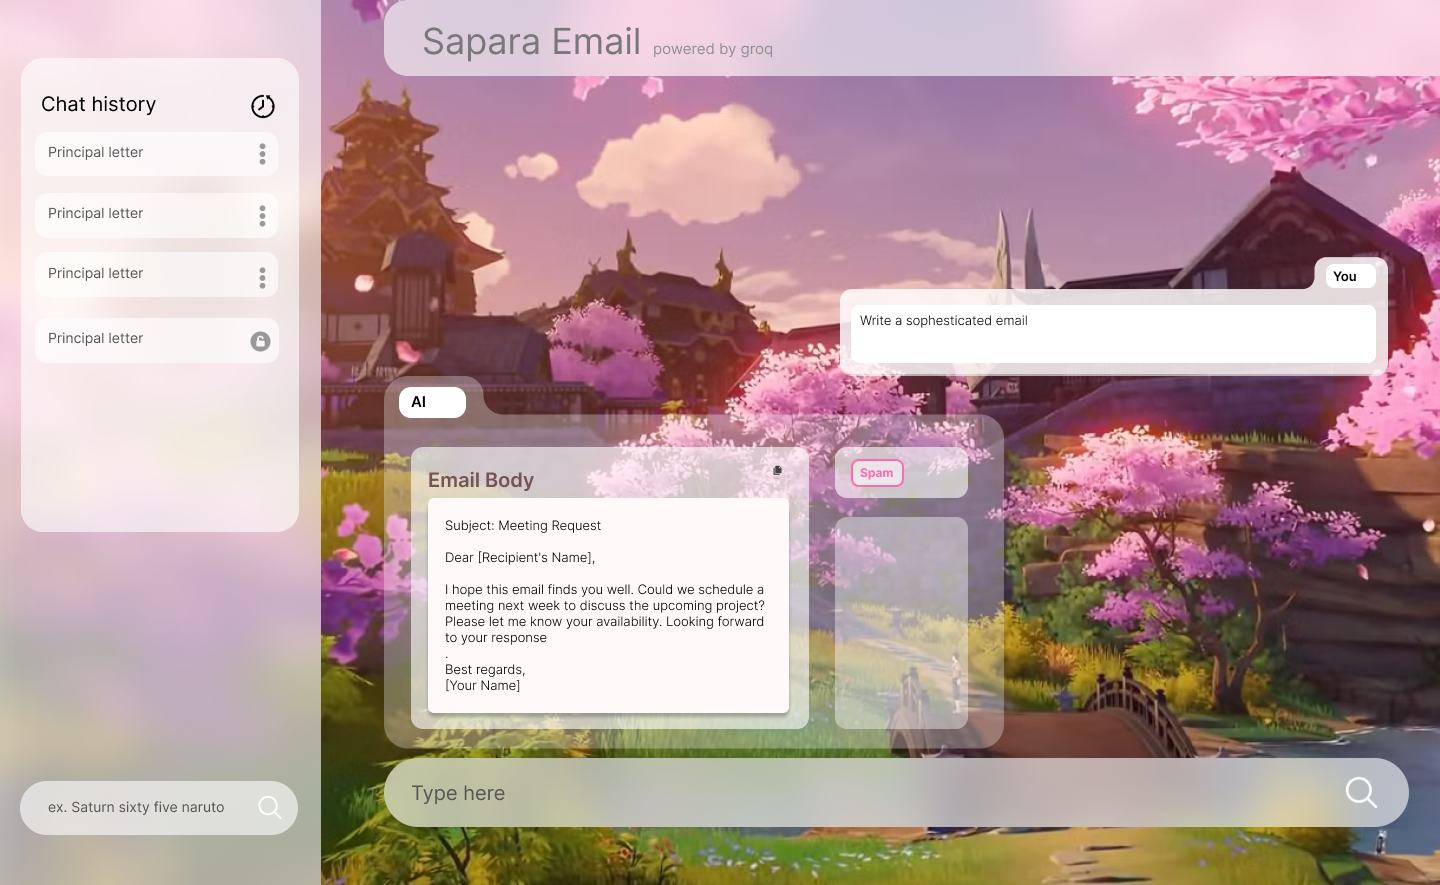 Sapara Email powered by groq
Chat history
Principal letter
Principal letter
Principal letter
Principal letter
ex. Saturn sixty five naruto
You
Write a sophesticated email
AI
Email Body
Subject: Meeting Request
Dear [Recipient's Name],
I hope this email finds you well. Could we schedule a
meeting next week to discuss the upcoming project?
Please let me know your availability. Looking forward
to your response
.
Best regards,
[Your Name]
Spam
Type here